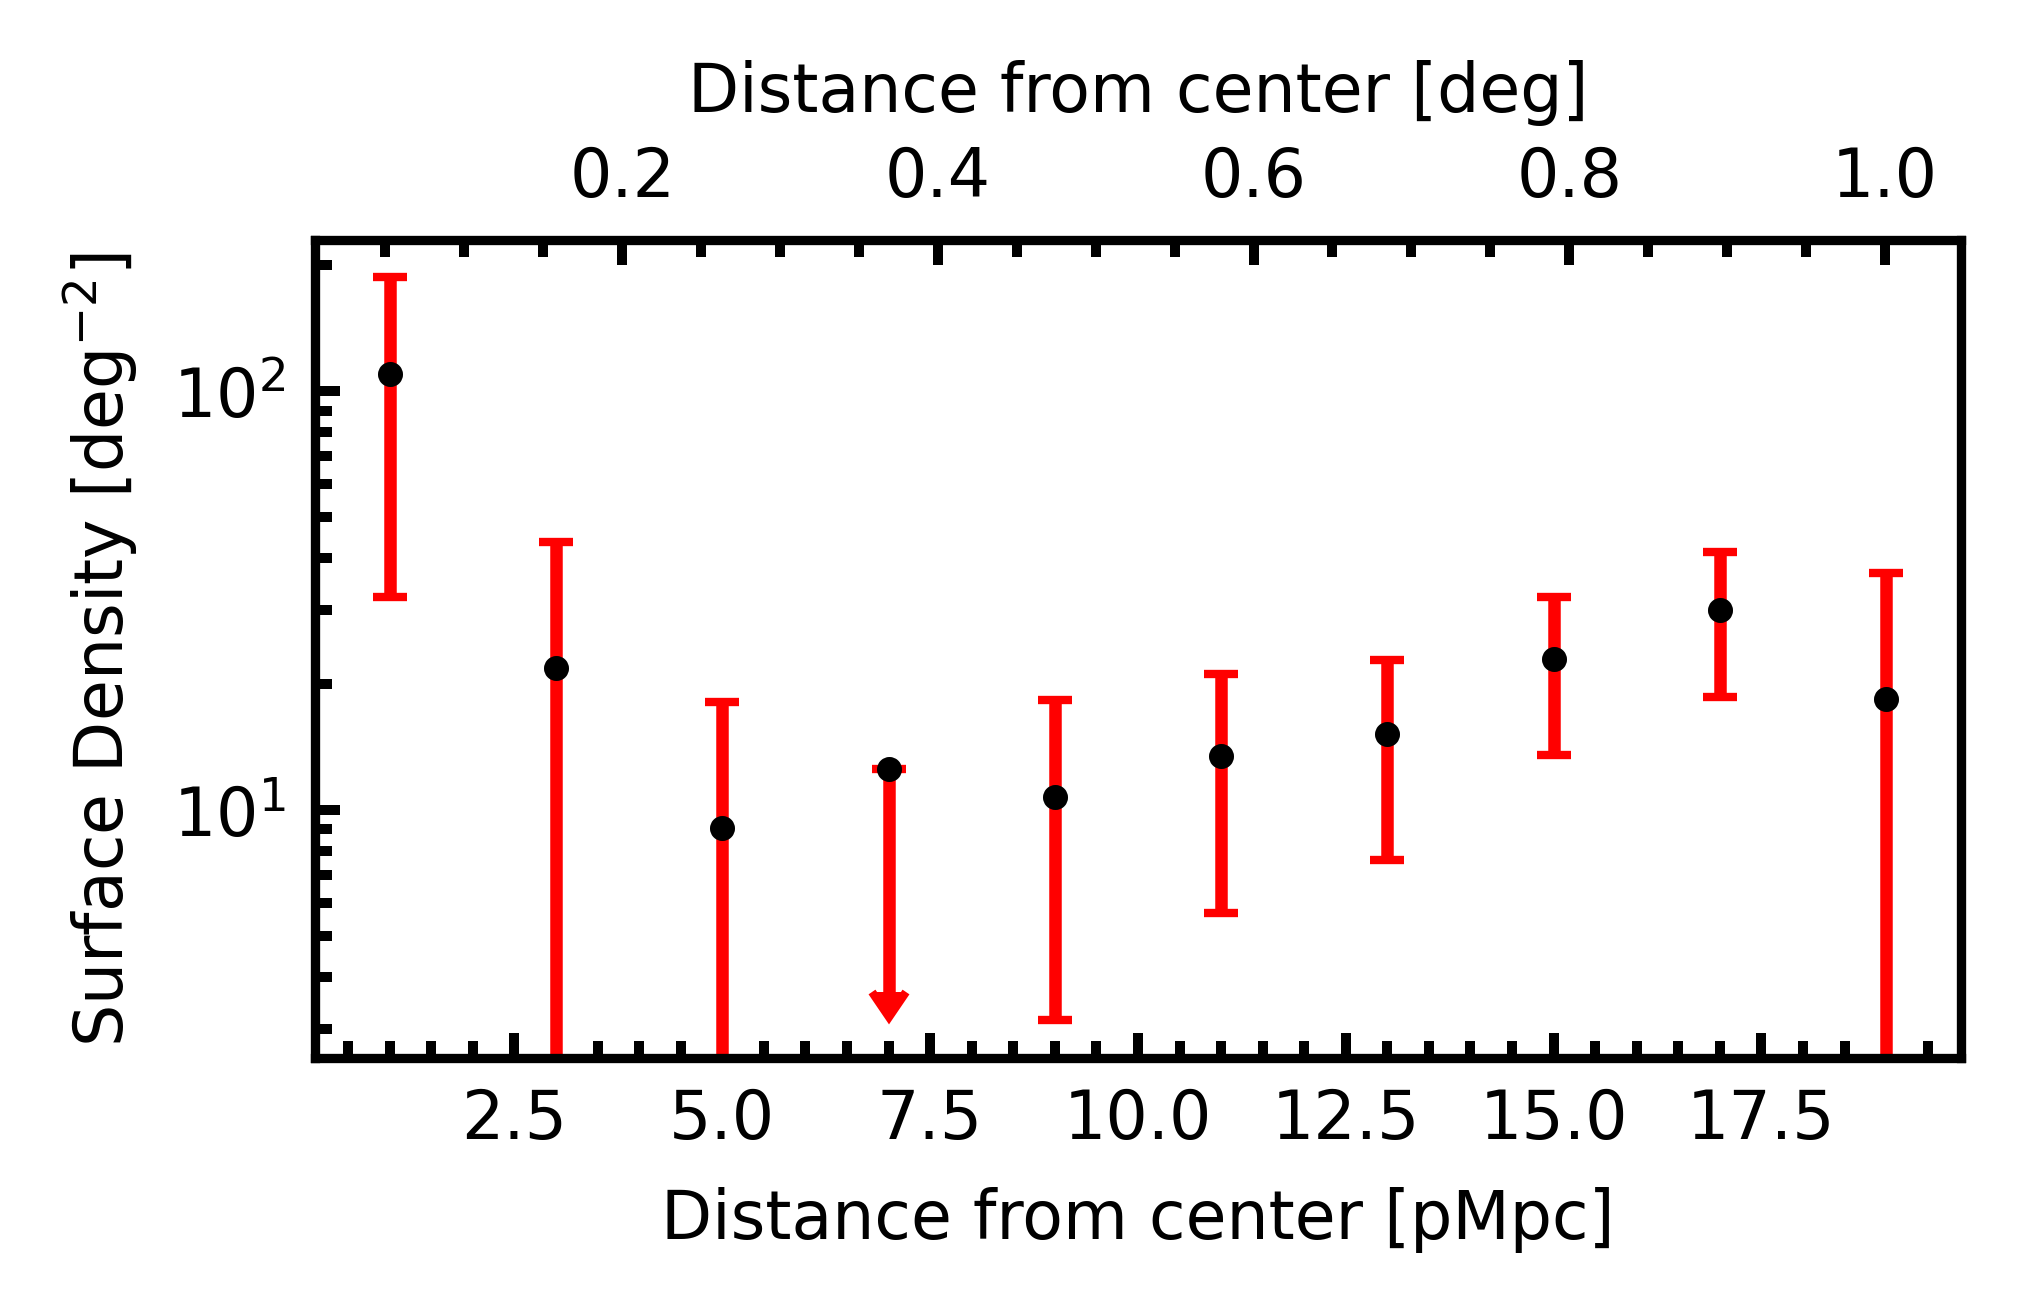 Distance from center [deg]
0.2 0.4 0.6 0.8 1.0
Surface Density [deg⁻²]
10²
10¹
2.5 5.0 7.5 10.0 12.5 15.0 17.5
Distance from center [pMpc]